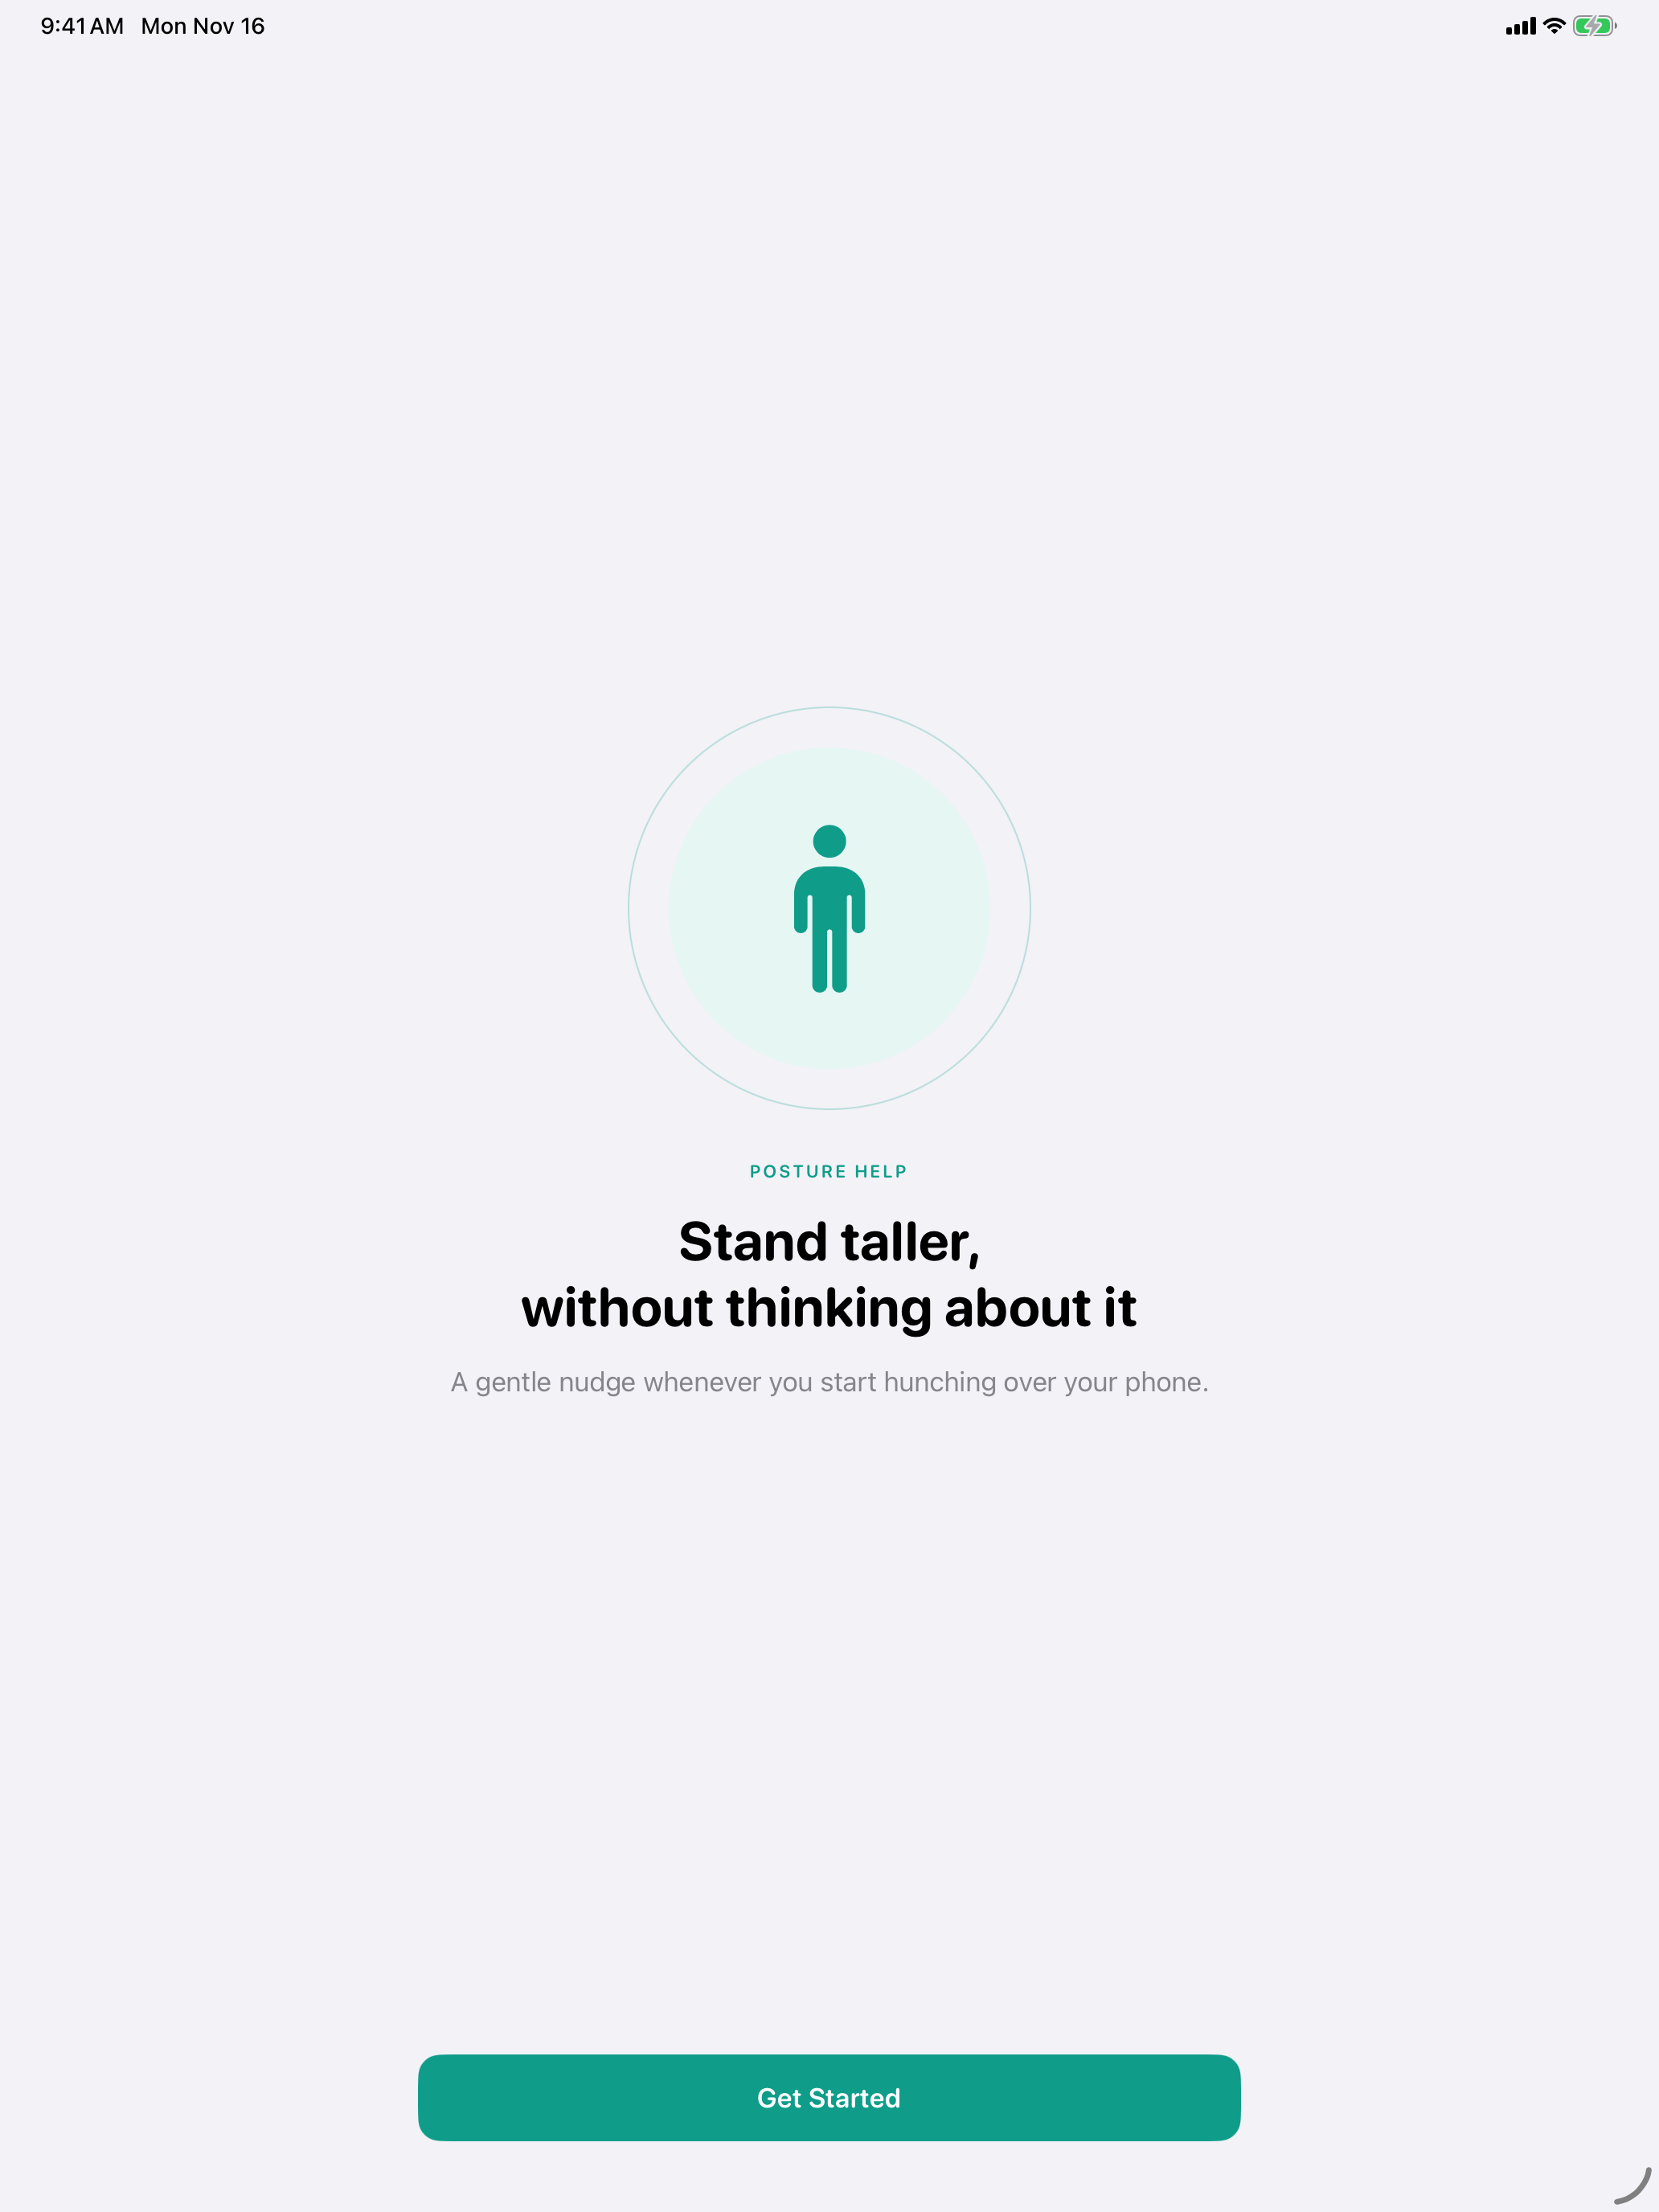 9:41 AM Mon Nov 16
POSTURE HELP
Stand taller,
without thinking about it
A gentle nudge whenever you start hunching over your phone.
Get Started